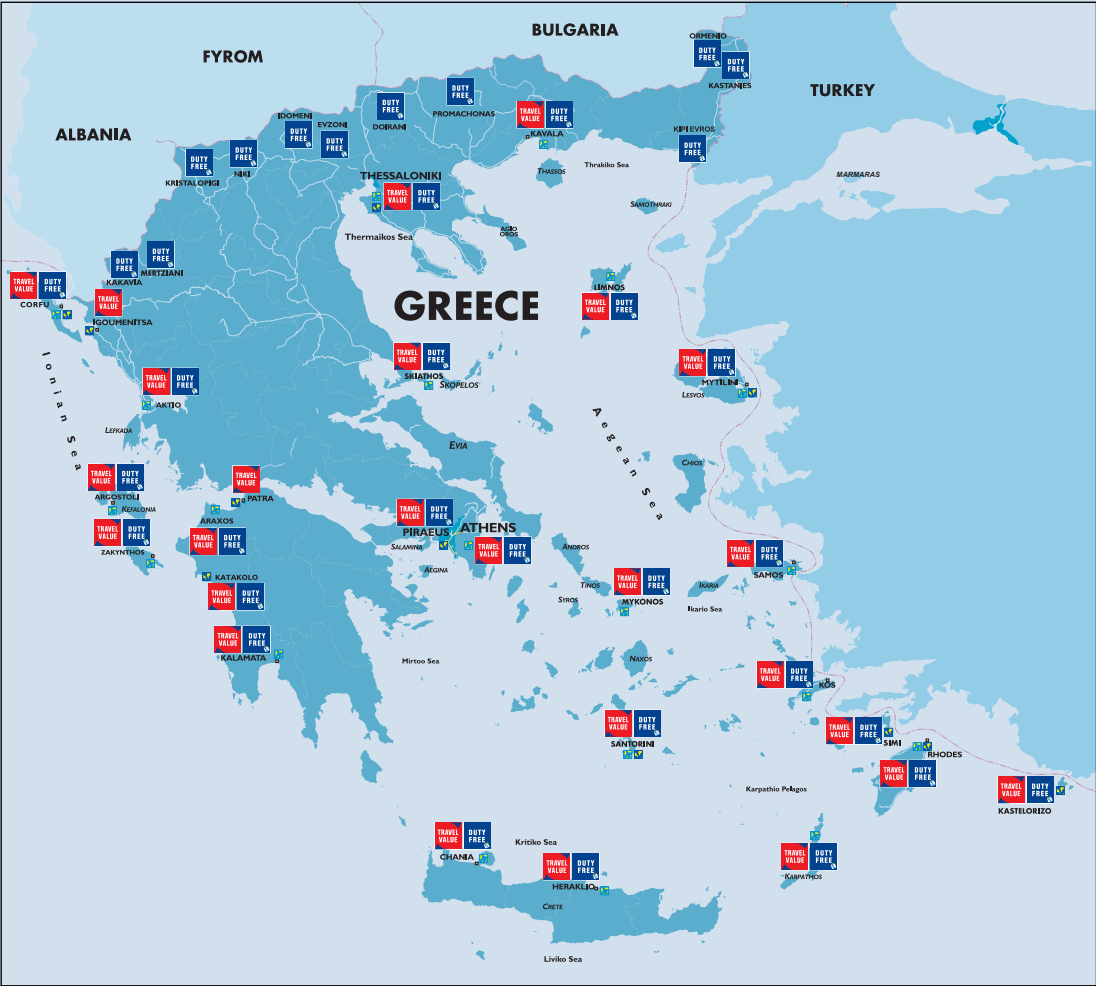 BULGARIA
FYROM
ORMENIO
DUTY FREE
DUTY FREE
KASTANIES
TURKEY
ALBANIA
DUTY FREE
PROMACHONAS
DUTY FREE
DOIRANI
TRAVEL VALUE
DUTY FREE
KAVALA
IDOMENI
DUTY FREE
EVZONI
DUTY FREE
KIPI EVROS
DUTY FREE
DUTY FREE
NIKI
DUTY FREE
KRISTALOPIGI
Thrakiko Sea
THASSOS
MARMARAS
THESSALONIKI
TRAVEL VALUE
DUTY FREE
SAMOTHRAKI
AGIO
OROS
Thermaikos Sea
DUTY FREE
MERTZIANI
DUTY FREE
KAKAVIA
TRAVEL VALUE
DUTY FREE
CORFU
TRAVEL VALUE
IGOUMENITSA
GREECE
LIMNOS
TRAVEL VALUE
DUTY FREE
Ionian Sea
TRAVEL VALUE
DUTY FREE
SKIATHOS
SKOPELOS
TRAVEL VALUE
DUTY FREE
MYTILINI
LESVOS
TRAVEL VALUE
DUTY FREE
AKTIO
LEFKADA
Aegean Sea
EVIA
CHIOS
TRAVEL VALUE
DUTY FREE
ARGOSTOLI
KEFALONIA
TRAVEL VALUE
PATRA
ARAXOS
TRAVEL VALUE
DUTY FREE
TRAVEL VALUE
DUTY FREE
ZAKYNTHOS
TRAVEL VALUE
DUTY FREE
PIRAEUS
ATHENS
TRAVEL VALUE
DUTY FREE
SALAMINA
AEGINA
ANDROS
TINOS
SYROS
TRAVEL VALUE
DUTY FREE
MYKONOS
TRAVEL VALUE
DUTY FREE
SAMOS
IKARIA
Ikario Sea
KATAKOLO
TRAVEL VALUE
DUTY FREE
TRAVEL VALUE
DUTY FREE
KALAMATA
Mirtoo Sea
NAXOS
TRAVEL VALUE
DUTY FREE
KOS
TRAVEL VALUE
DUTY FREE
SANTORINI
TRAVEL VALUE
DUTY FREE
SIMI
RHODES
TRAVEL VALUE
DUTY FREE
Karpathio Pelagos
TRAVEL VALUE
DUTY FREE
KASTELORIZO
TRAVEL VALUE
DUTY FREE
CHANIA
Kritiko Sea
TRAVEL VALUE
DUTY FREE
HERAKLIO
CRETE
TRAVEL VALUE
DUTY FREE
KARPATHOS
Liviko Sea